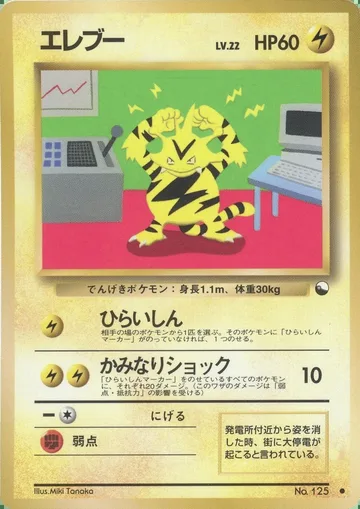 エレブー LV.22 HP60
でんげきポケモン：身長1.1m、体重30kg
ひらいしん
相手の場のポケモンから1匹を選ぶ。そのポケモンに「ひらいしん
マーカー」がのっていなければ、1つのせる。
かみなりショック 10
「ひらいしんマーカー」をのせているすべてのポケモン
に、それぞれ20ダメージ。(このワザのダメージは「弱
点・抵抗力」の影響を受ける)
にげる
弱点
発電所付近から姿を
消した時、街に大停電が
起こると言われている。
Illus.Miki Tanaka No. 125